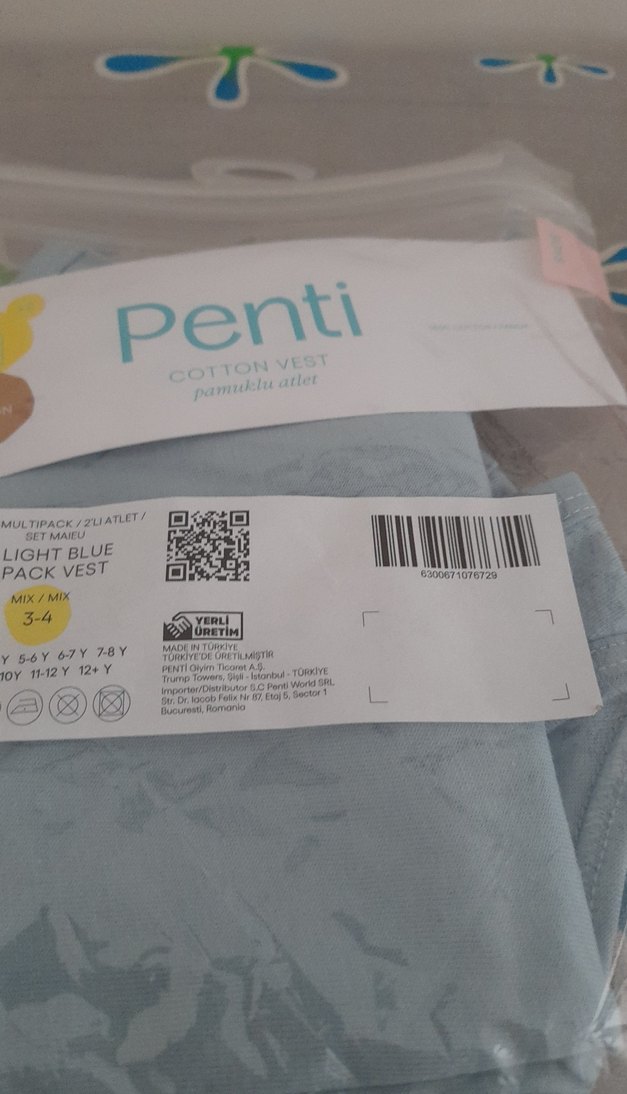 Penti
COTTON VEST
pamuklu atlet
MULTIPACK / 2'Lİ ATLET /
SET MAIEU
LIGHT BLUE
PACK VEST
MIX / MIX
3-4
Y 5-6 Y 6-7 Y 7-8 Y
10Y 11-12 Y 12+ Y
YERLİ
ÜRETİM
MADE IN TÜRKİYE
TÜRKİYE'DE ÜRETİLMİŞTİR
PENTİ Giyim Ticaret A.Ş.
Trump Towers, Şişli - İstanbul - TÜRKİYE
Importer/Distributor S.C Penti World SRL
Str. Dr. Iacob Felix Nr 87, Etaj 5, Sector 1
Bucuresti, Romania
6300671076729